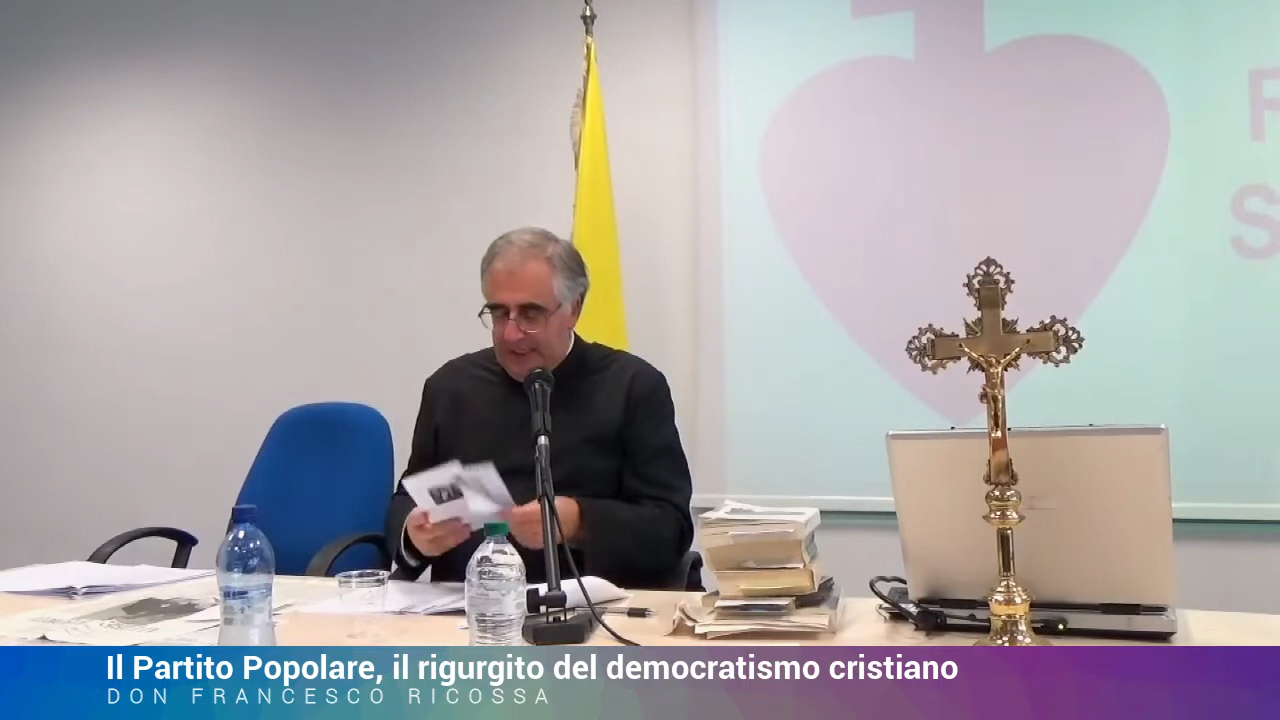 Il Partito Popolare, il rigurgito del democratismo cristiano
DON FRANCESCO RICOSSA